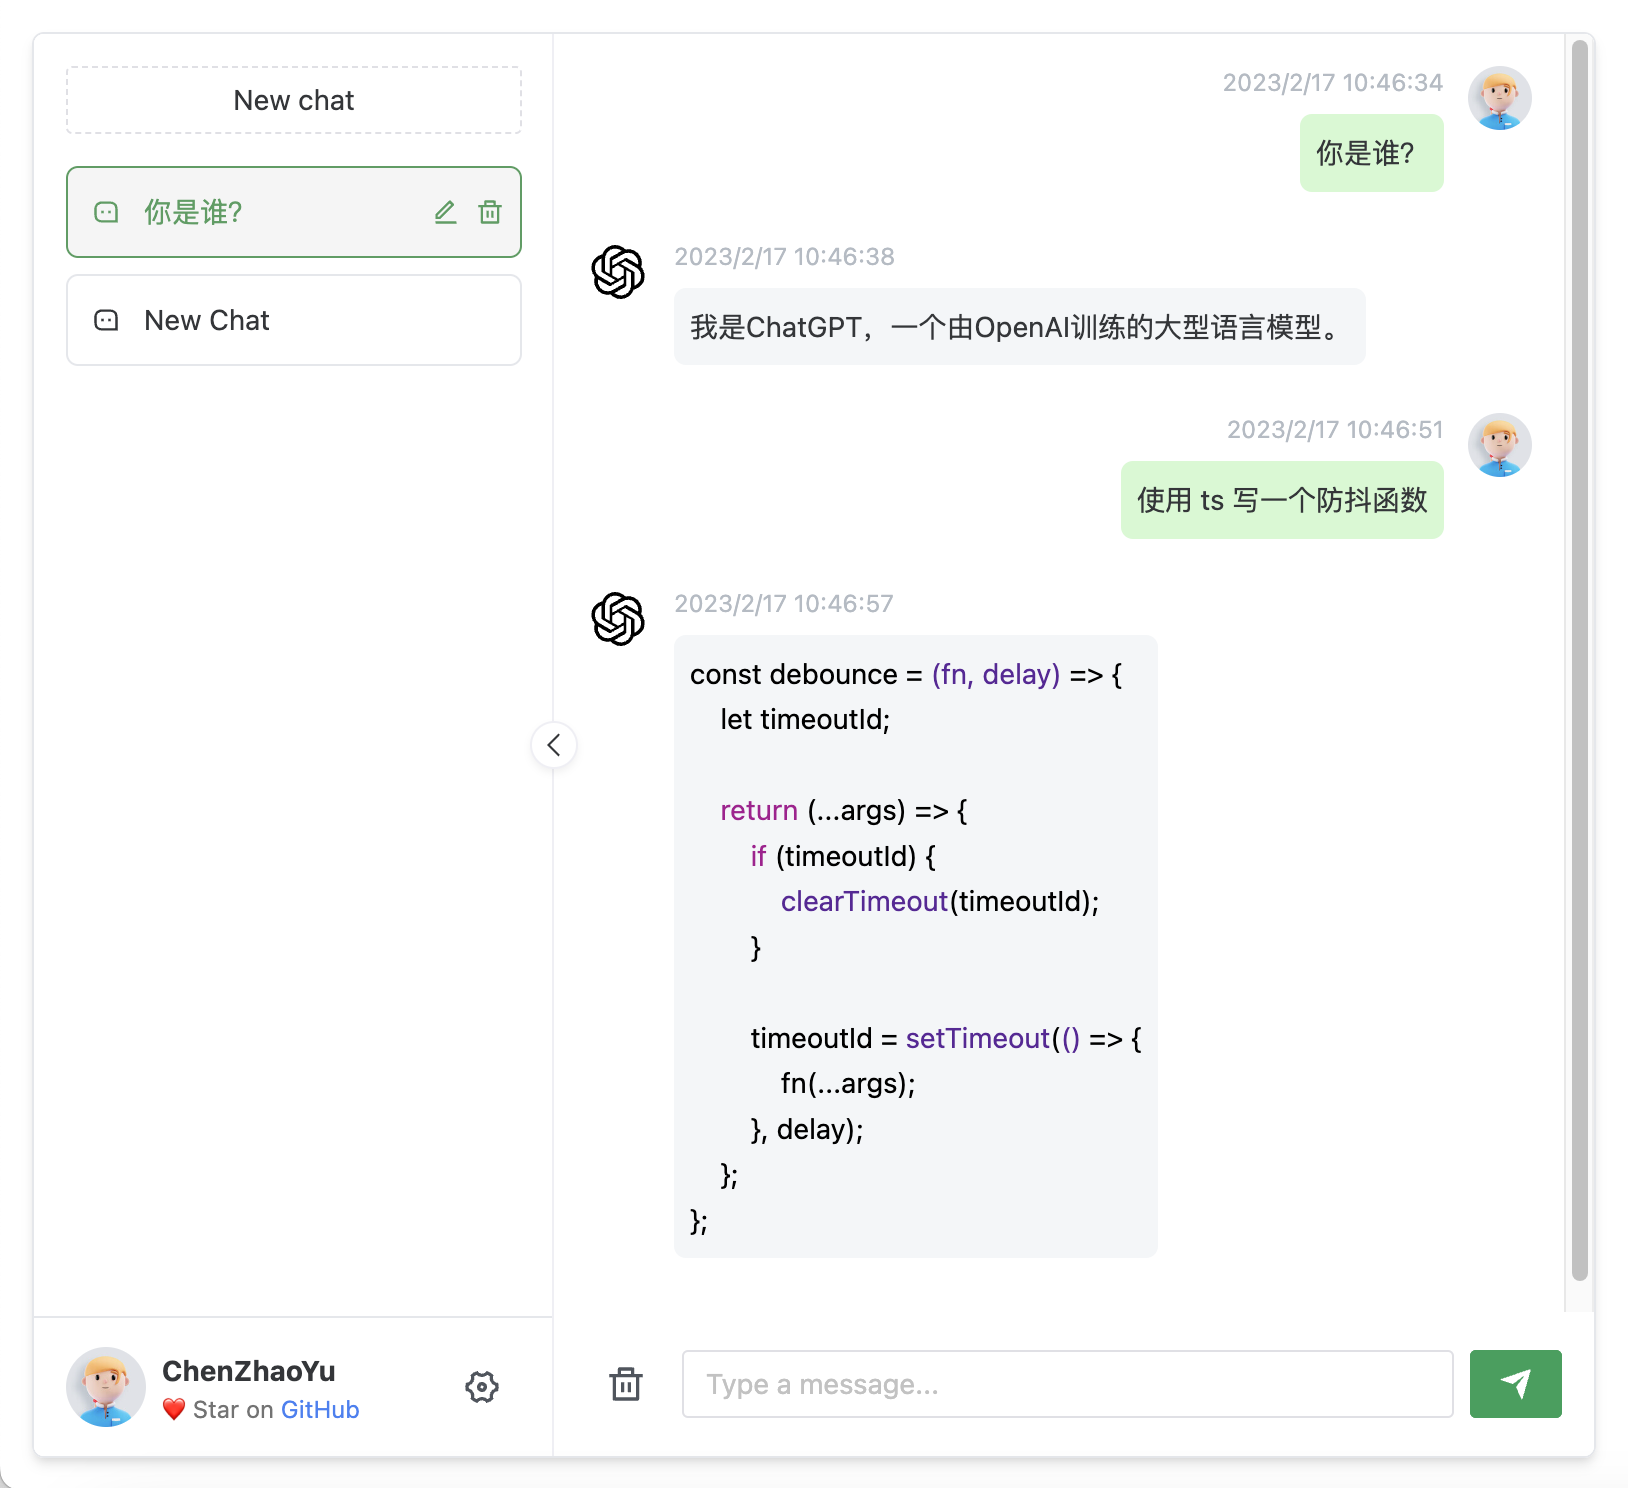 New chat
你是谁?
New Chat
ChenZhaoYu
❤️ Star on GitHub
2023/2/17 10:46:34
你是谁?
2023/2/17 10:46:38
我是ChatGPT，一个由OpenAI训练的大型语言模型。
2023/2/17 10:46:51
使用 ts 写一个防抖函数
2023/2/17 10:46:57
const debounce = (fn, delay) => {
    let timeoutId;
    return (...args) => {
        if (timeoutId) {
            clearTimeout(timeoutId);
        }
        timeoutId = setTimeout(() => {
            fn(...args);
        }, delay);
    };
};
Type a message...